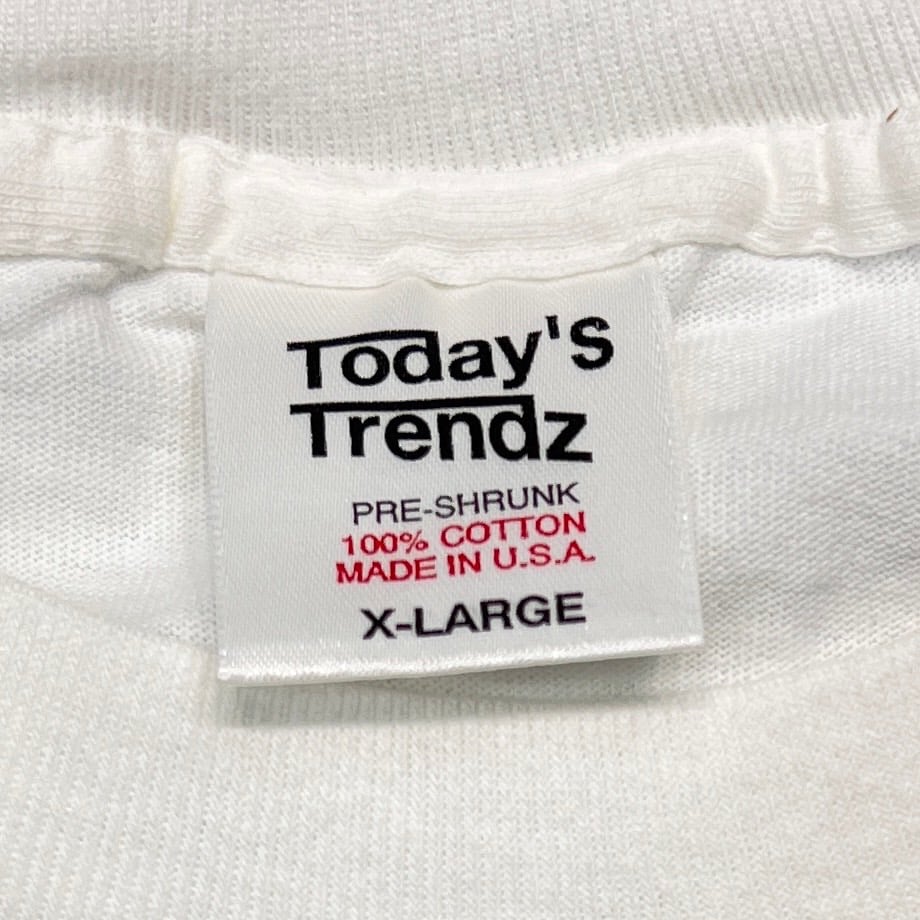 Today's
Trendz
PRE-SHRUNK
100% COTTON
MADE IN U.S.A.
X-LARGE